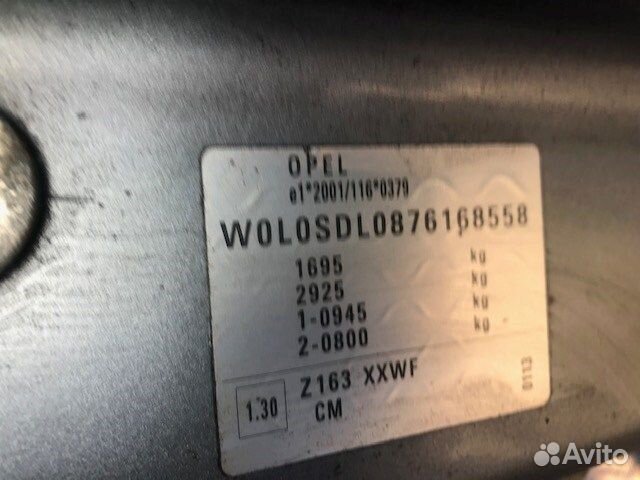 OPEL
e1*2001/116*0379
W0L0SDL0876168558
1695 kg
2925 kg
1-0945 kg
2-0800 kg
1.30 Z163 XXWF
CM
0113
Avito